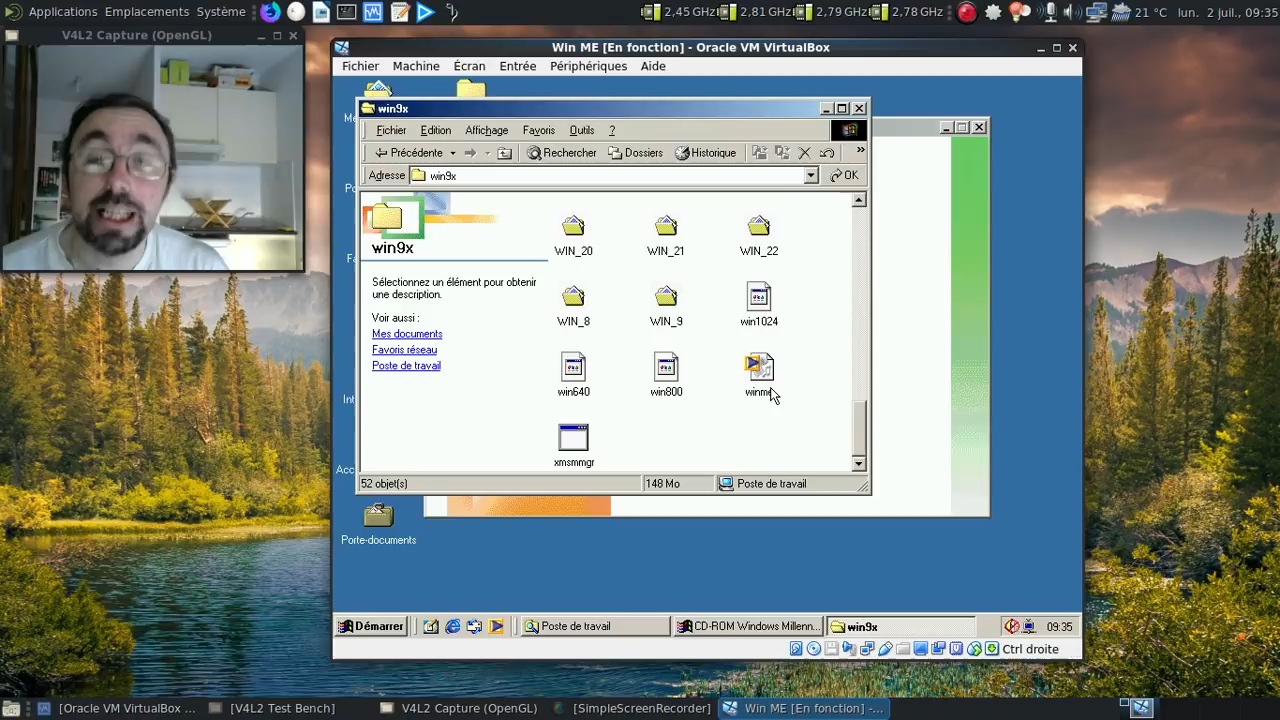 Applications Emplacements Système
2,45 GHz 2,81 GHz 2,79 GHz 2,78 GHz 21 °C lun. 2 juil., 09:35
V4L2 Capture (OpenGL)
Win ME [En fonction] - Oracle VM VirtualBox
Fichier Machine Écran Entrée Périphériques Aide
win9x
Fichier Edition Affichage Favoris Outils ?
Précédente Rechercher Dossiers Historique »
Adresse win9x OK
win9x
Sélectionnez un élément pour obtenir
une description.
Voir aussi :
Mes documents
Favoris réseau
Poste de travail
WIN_20 WIN_21 WIN_22
WIN_8 WIN_9 win1024
win640 win800
xmsmmgr
52 objet(s) 148 Mo Poste de travail
Porte-documents
Démarrer Poste de travail CD-ROM Windows Millenn... win9x 09:35
Ctrl droite
[Oracle VM VirtualBox ... [V4L2 Test Bench] V4L2 Capture (OpenGL) [SimpleScreenRecorder] Win ME [En fonction] -...